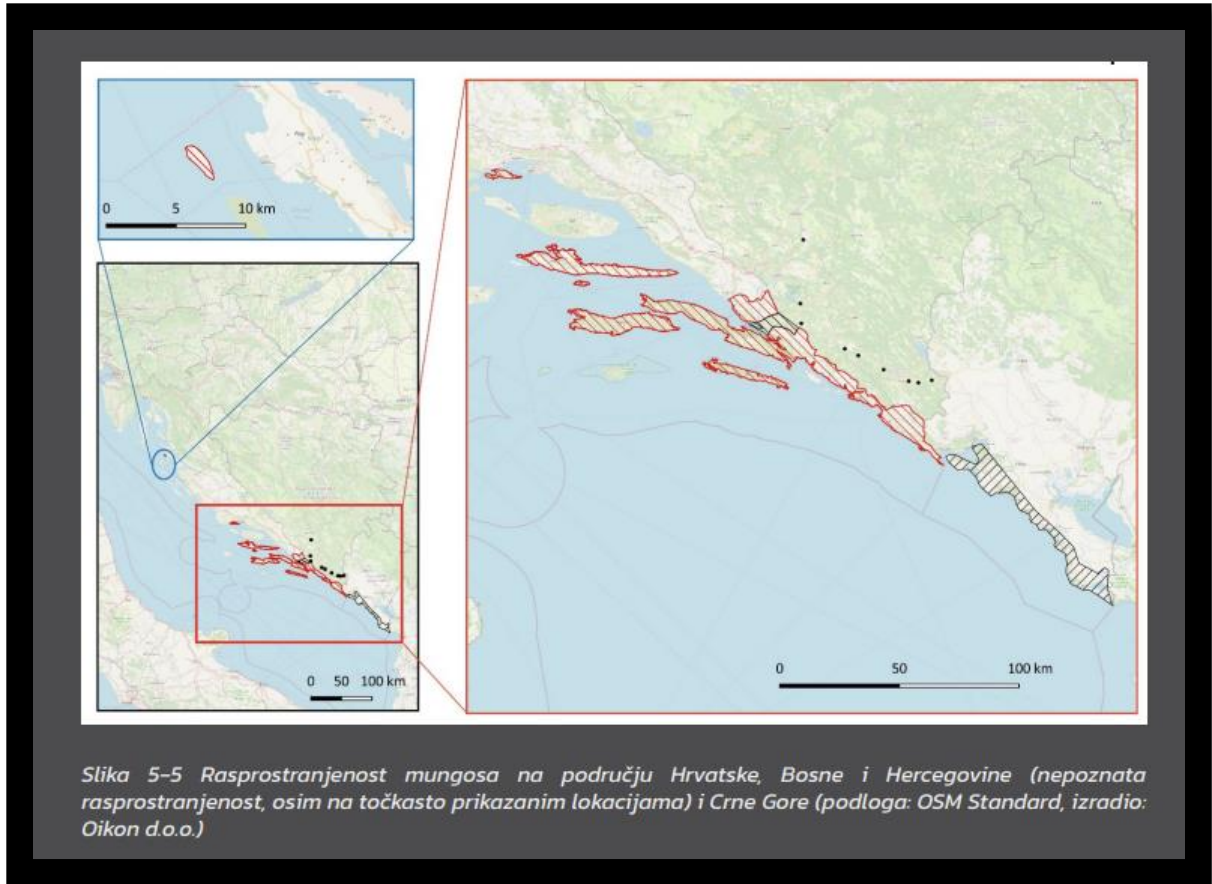 0 5 10 km
0 50 100 km
0 50 100 km
Slika 5-5 Rasprostranjenost mungosa na području Hrvatske, Bosne i Hercegovine (nepoznata
rasprostranjenost, osim na točkasto prikazanim lokacijama) i Crne Gore (podloga: OSM Standard, izradio:
Oikon d.o.o.)